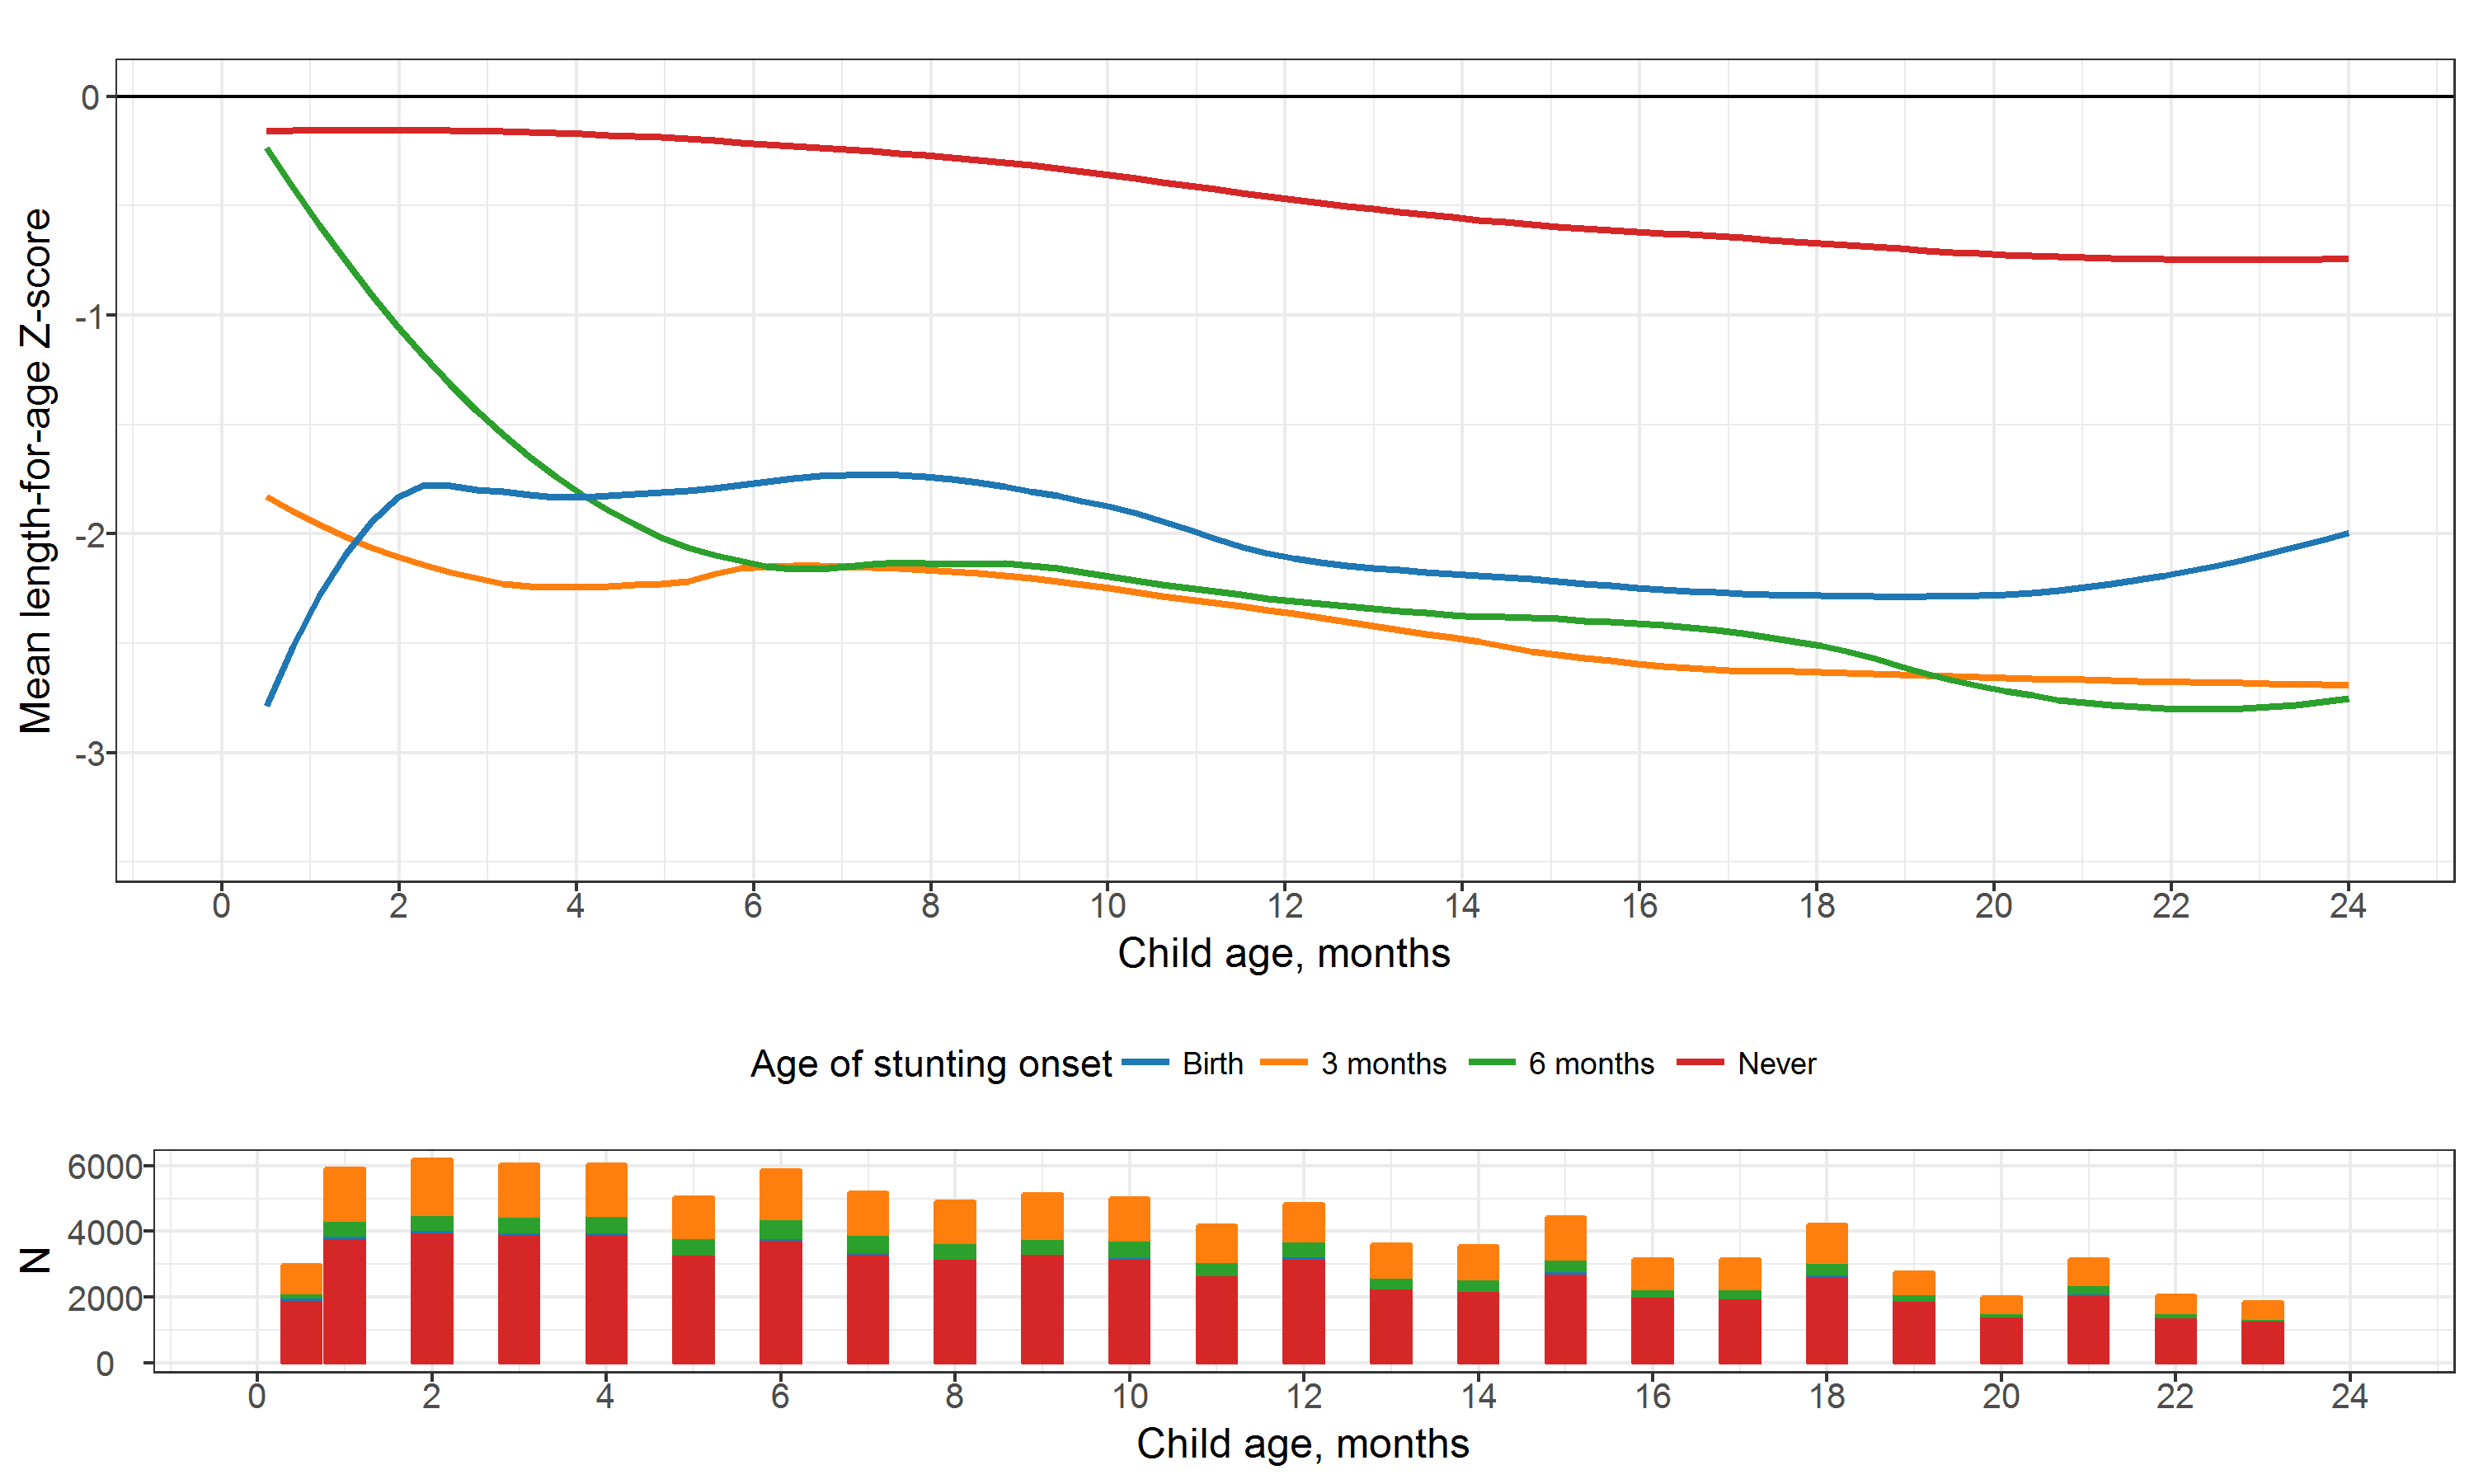 Mean length-for-age Z-score
0
-1
-2
-3
0 2 4 6 8 10 12 14 16 18 20 22 24
Child age, months
Age of stunting onset Birth 3 months 6 months Never
N
6000
4000
2000
0
0 2 4 6 8 10 12 14 16 18 20 22 24
Child age, months